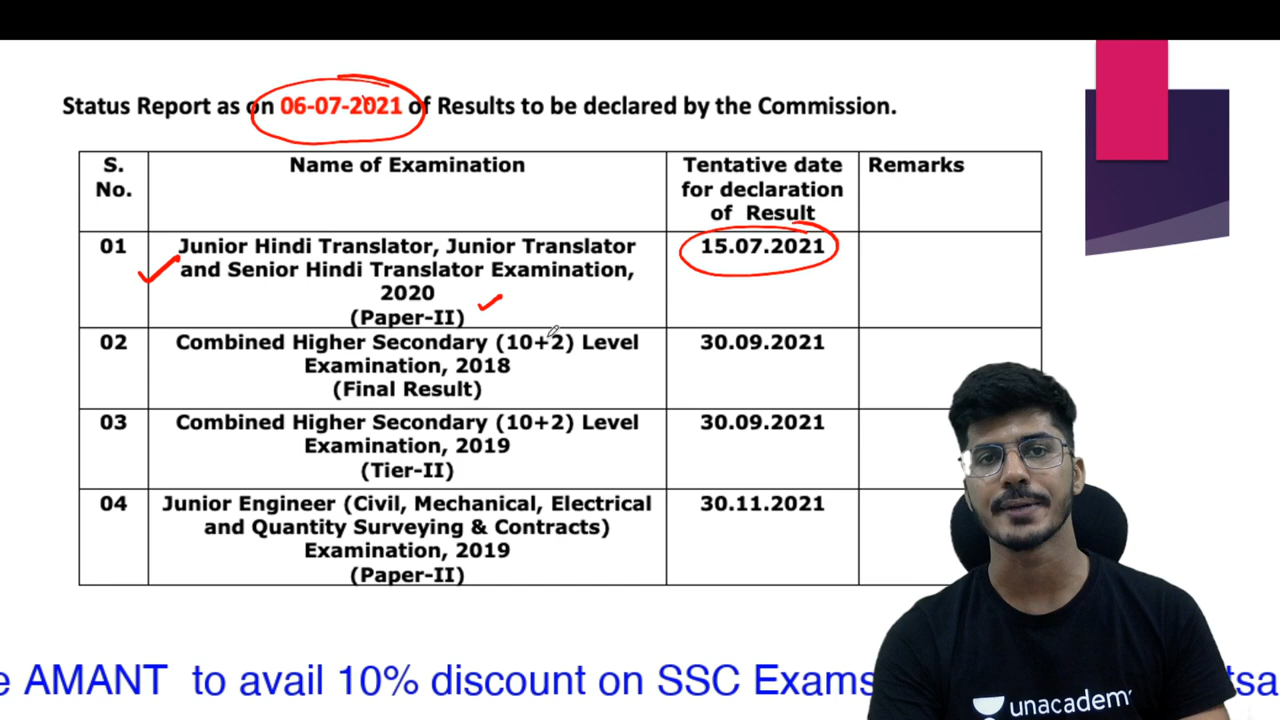 Status Report as on 06-07-2021 of Results to be declared by the Commission.
S. No.
Name of Examination
Tentative date for declaration of Result
Remarks
01
Junior Hindi Translator, Junior Translator
and Senior Hindi Translator Examination,
2020
(Paper-II)
15.07.2021
02
Combined Higher Secondary (10+2) Level
Examination, 2018
(Final Result)
30.09.2021
03
Combined Higher Secondary (10+2) Level
Examination, 2019
(Tier-II)
30.09.2021
04
Junior Engineer (Civil, Mechanical, Electrical
and Quantity Surveying & Contracts)
Examination, 2019
(Paper-II)
30.11.2021
AMANT to avail 10% discount on SSC Exams
unacadem